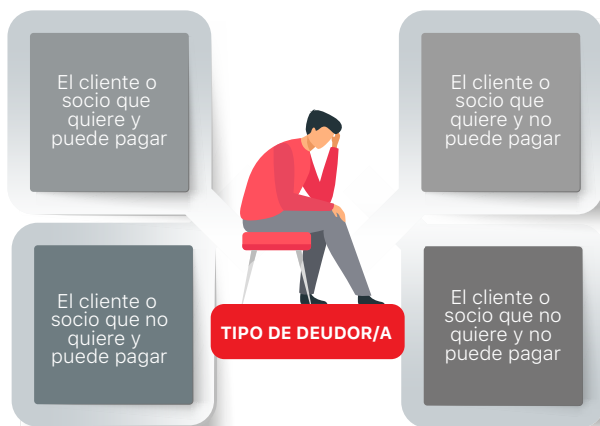 El cliente o
socio que
quiere y
puede pagar
El cliente o
socio que
quiere y no
puede pagar
El cliente o
socio que no
quiere y
puede pagar
El cliente o
socio que no
quiere y no
puede pagar
TIPO DE DEUDOR/A